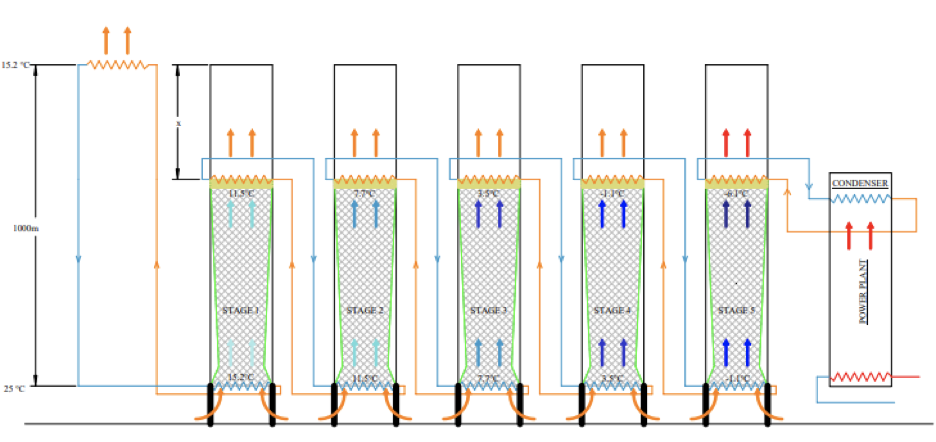 15.2 °C
x
1000m
25 °C
11.5°C
7.7°C
3.5°C
-1.1°C
-6.1°C
CONDENSER
POWER PLANT
STAGE 1
STAGE 2
STAGE 3
STAGE 4
STAGE 5
15.2°C
11.5°C
7.7°C
3.5°C
-1.1°C